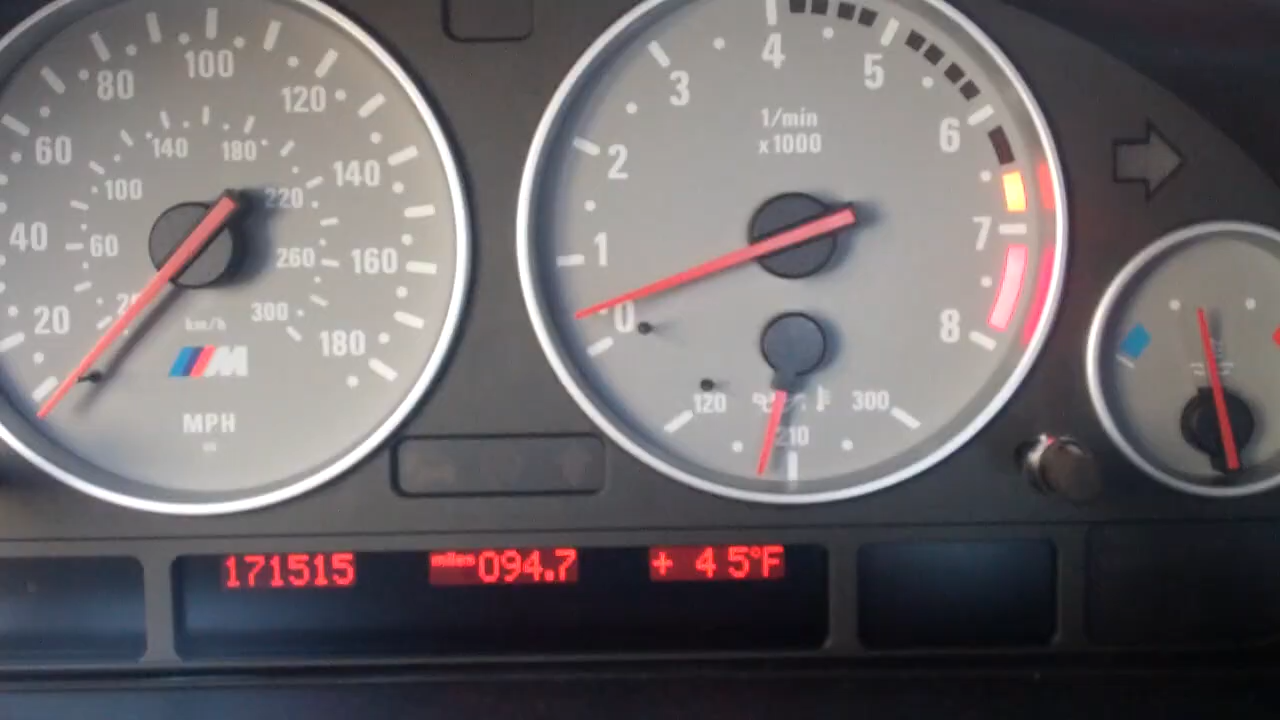 20 40 60 80 100 120 140 160 180
60 100 140 180 220 260 300
km/h
M
MPH
0 1 2 3 4 5 6 7 8
1/min
x1000
120 210 300
171515 miles 094.7 + 45°F